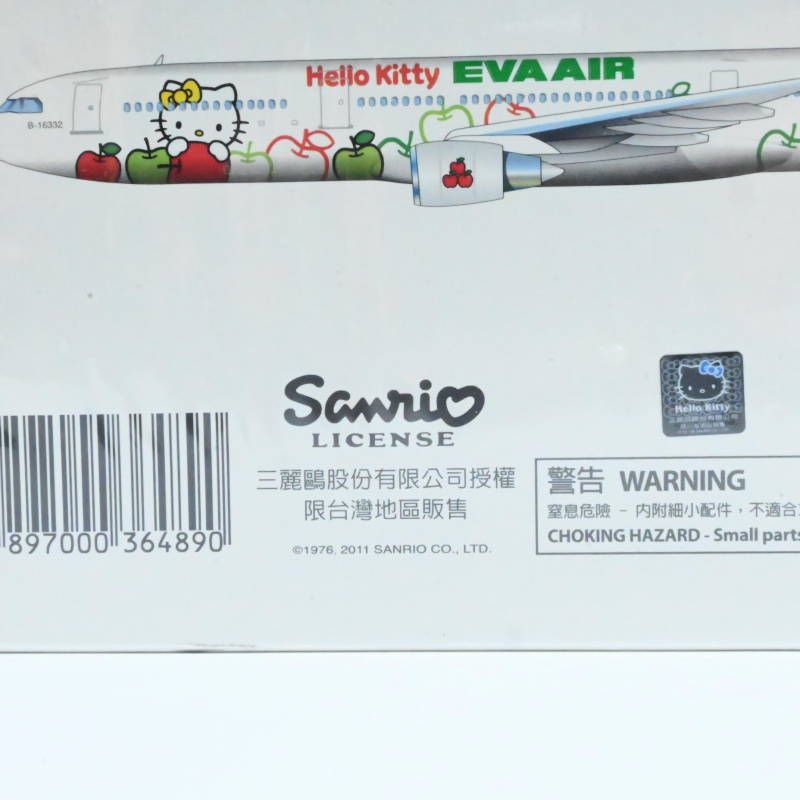 Hello Kitty EVA AIR
B-16332
Hello Kitty
Sanrio
LICENSE
三麗鷗股份有限公司授權
限台灣地區販售
©1976, 2011 SANRIO CO., LTD.
897000 364890
警告 WARNING
窒息危險 - 內附細小配件，不適合
CHOKING HAZARD - Small parts